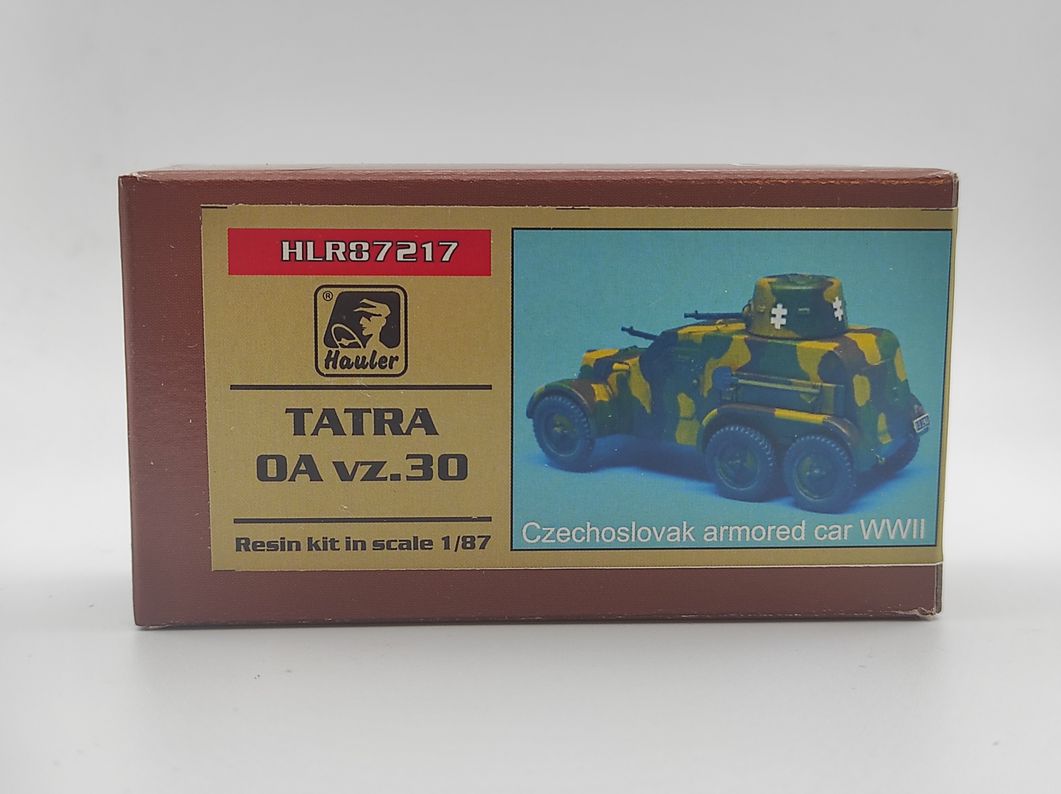 HLR87217
®
Hauler
TATRA
OA vz.30
Resin kit in scale 1/87
Czechoslovak armored car WWII